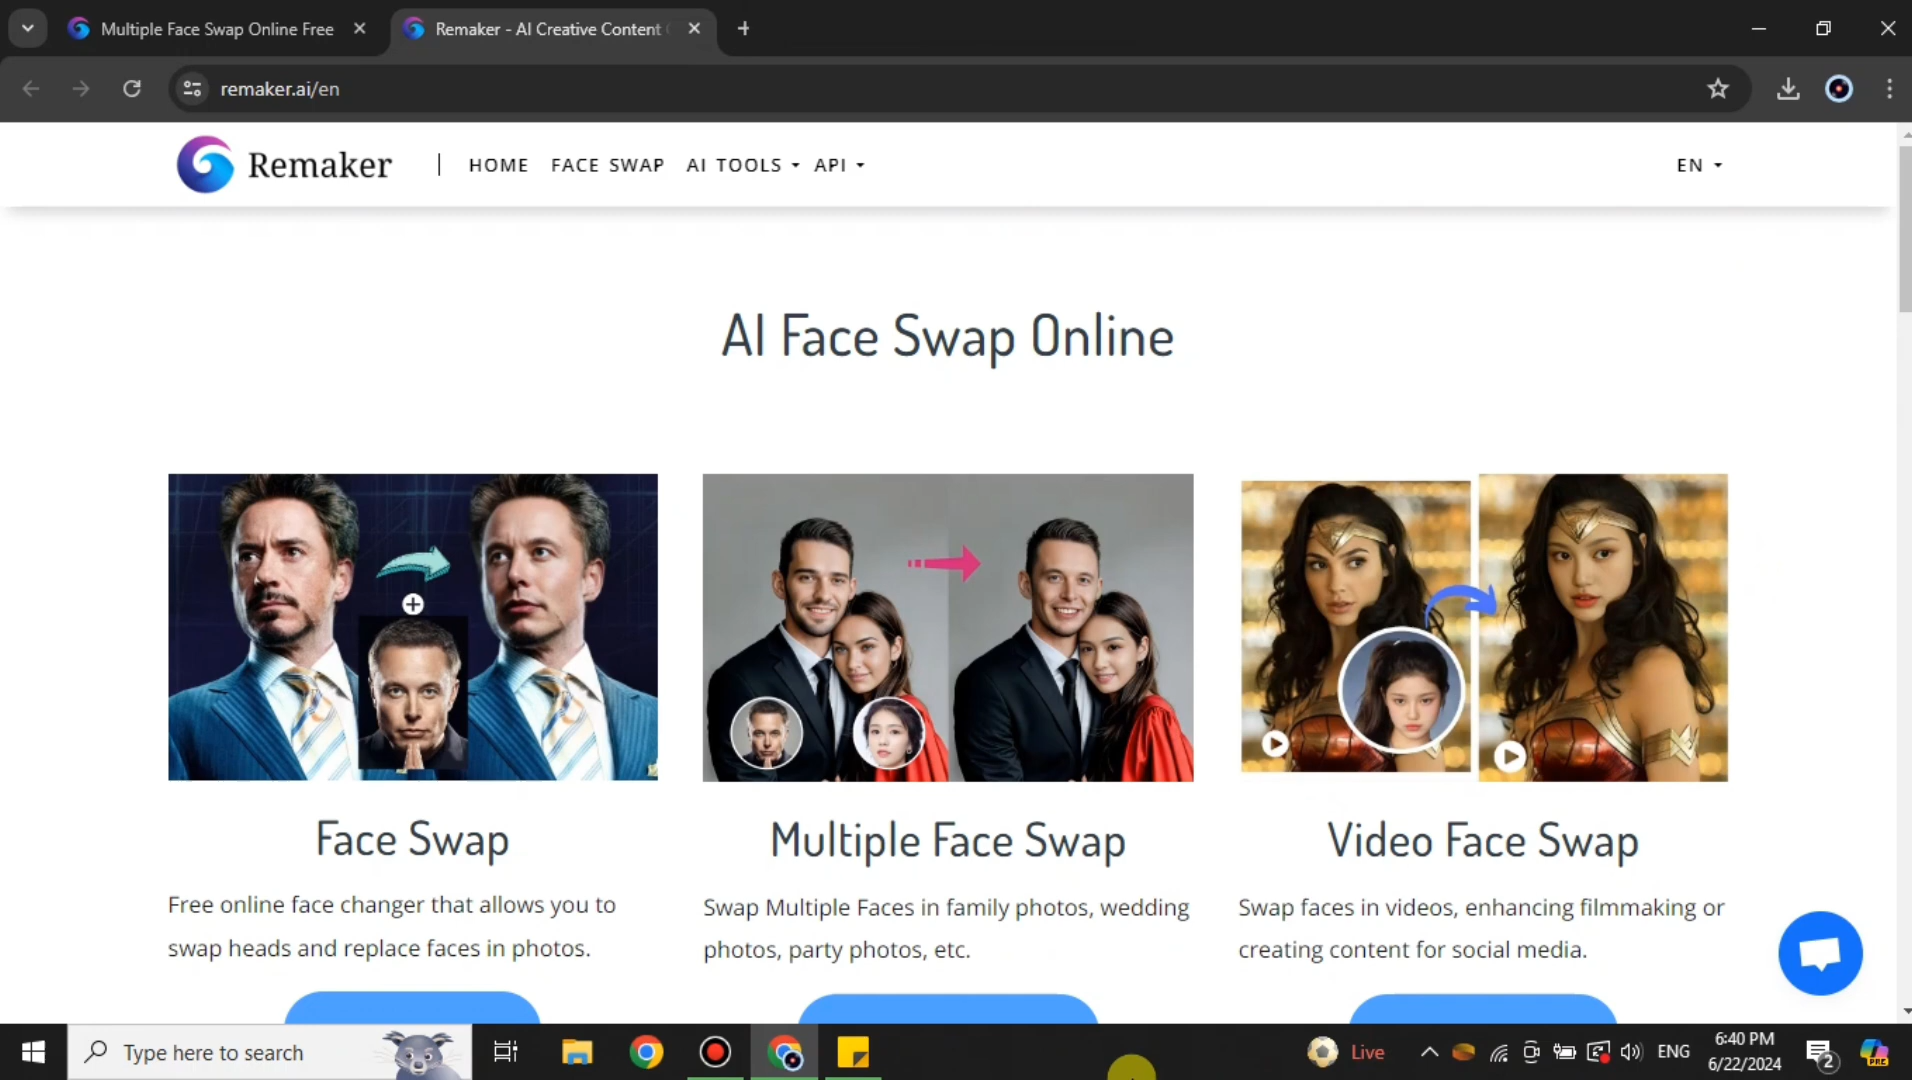 Multiple Face Swap Online Free
Remaker - AI Creative Content
remaker.ai/en
Remaker
HOME
FACE SWAP
AI TOOLS
API
EN
AI Face Swap Online
Face Swap
Free online face changer that allows you to
swap heads and replace faces in photos.
Multiple Face Swap
Swap Multiple Faces in family photos, wedding
photos, party photos, etc.
Video Face Swap
Swap faces in videos, enhancing filmmaking or
creating content for social media.
Type here to search
Live
ENG
6:40 PM
6/22/2024
2
PRE